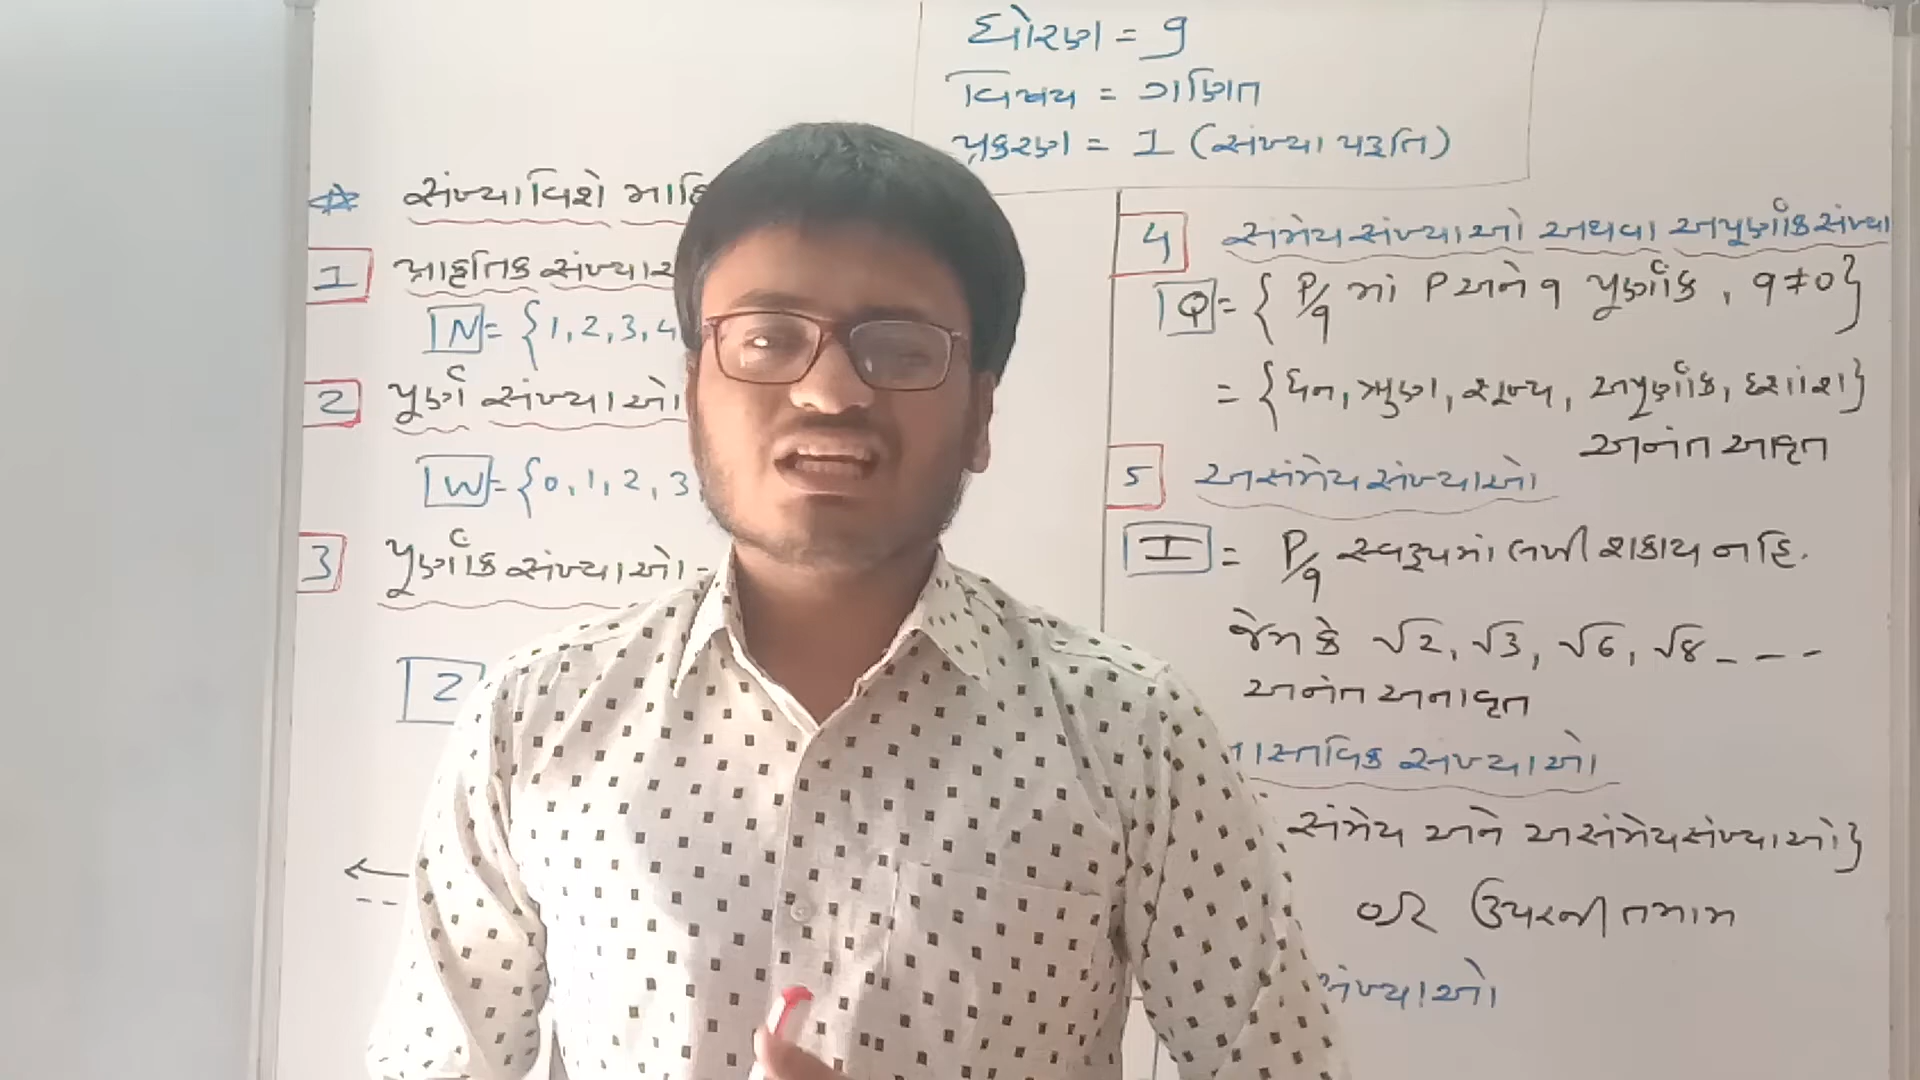 ધોરણ = 9
વિષય = ગણિત
પ્રકરણ = 1 (સંખ્યા પદ્ધતિ)
સંખ્યા વિશે
1 પ્રાકૃતિક
N = {1, 2, 3, 4
2 પૂર્ણ સંખ્યાઓ
W = {0, 1, 2, 3
3 પૂર્ણાંક સંખ્યાઓ
Z
4 સંમેય સંખ્યાઓ અથવા અપૂર્ણાંક સંખ્યા
Q = { P/q માં P અને q પૂર્ણાંક, q ≠ 0 }
= { ધન, ઋણ, શૂન્ય, અપૂર્ણાંક, દશાંશ }
અનંત આવૃત
5 અસંમેય સંખ્યાઓ
I = P/q સ્વરૂપમાં લખી શકાય નહિ.
જેમ કે √2, √3, √6, √8 - - -
અનંત અનાવૃત
વાસ્તવિક સંખ્યાઓ
સંમેય અને અસંમેય સંખ્યાઓ }
OR ઉપરની તમામ
સંખ્યાઓ